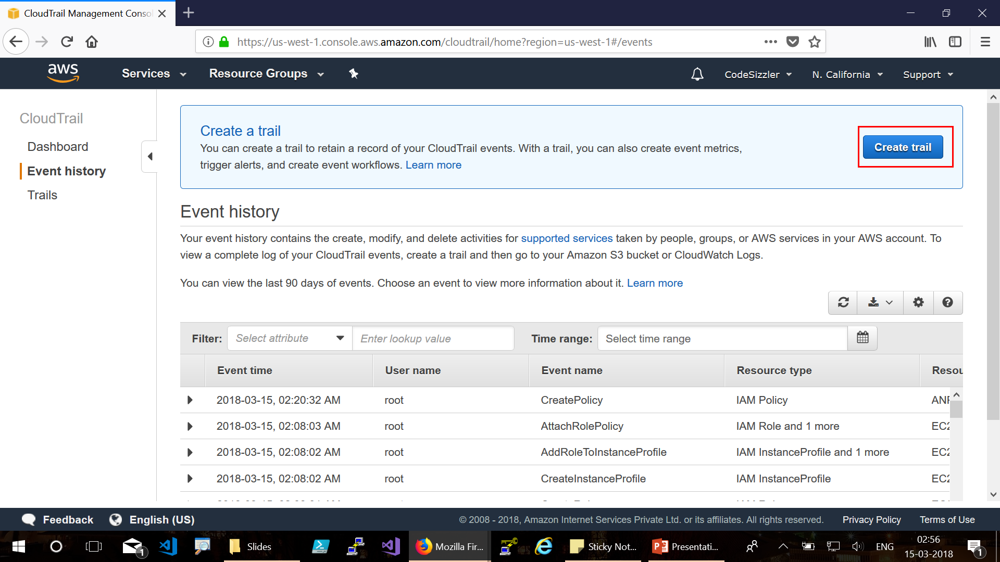 CloudTrail Management Consol
https://us-west-1.console.aws.amazon.com/cloudtrail/home?region=us-west-1#/events
aws
Services
Resource Groups
CodeSizzler
N. California
Support
CloudTrail
Dashboard
Event history
Trails
Create a trail
You can create a trail to retain a record of your CloudTrail events. With a trail, you can also create event metrics,
trigger alerts, and create event workflows. Learn more
Create trail
Event history
Your event history contains the create, modify, and delete activities for supported services taken by people, groups, or AWS services in your AWS account. To
view a complete log of your CloudTrail events, create a trail and then go to your Amazon S3 bucket or CloudWatch Logs.
You can view the last 90 days of events. Choose an event to view more information about it. Learn more
Filter: Select attribute Enter lookup value Time range: Select time range
Event time User name Event name Resource type Resou
2018-03-15, 02:20:32 AM root CreatePolicy IAM Policy
2018-03-15, 02:08:03 AM root AttachRolePolicy IAM Role and 1 more EC2
2018-03-15, 02:08:02 AM root AddRoleToInstanceProfile IAM InstanceProfile and 1 more EC2
2018-03-15, 02:08:02 AM root CreateInstanceProfile IAM InstanceProfile EC2
Feedback
English (US)
© 2008 - 2018, Amazon Internet Services Private Ltd. or its affiliates. All rights reserved.
Privacy Policy
Terms of Use
1
Slides
Mozilla Fir...
Sticky Not...
Presentati...
ENG
02:56
15-03-2018
1